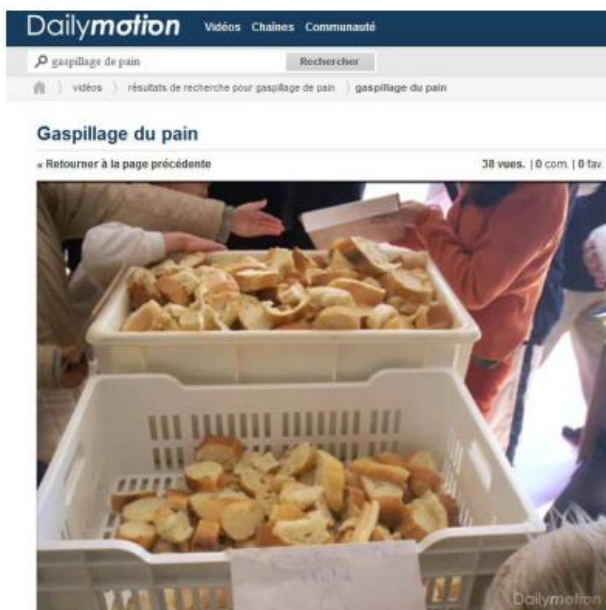 Dailymotion Vidéos Chaînes Communauté
gaspillage de pain Rechercher
vidéos résultats de recherche pour gaspillage de pain gaspillage du pain
Gaspillage du pain
« Retourner à la page précédente 38 vues. | 0 com. | 0 fav.
Dailymotion